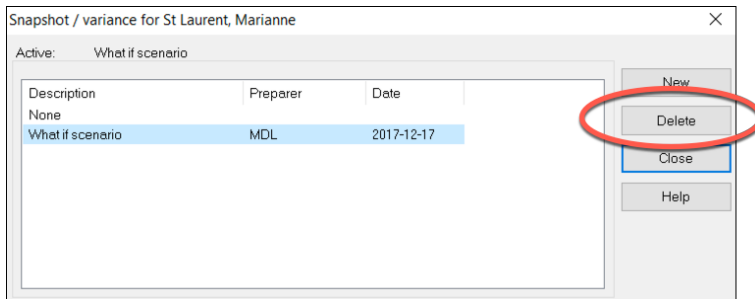 Snapshot / variance for St Laurent, Marianne
Active: What if scenario
New
Description Preparer Date
None
Delete
What if scenario MDL 2017-12-17
Close
Help